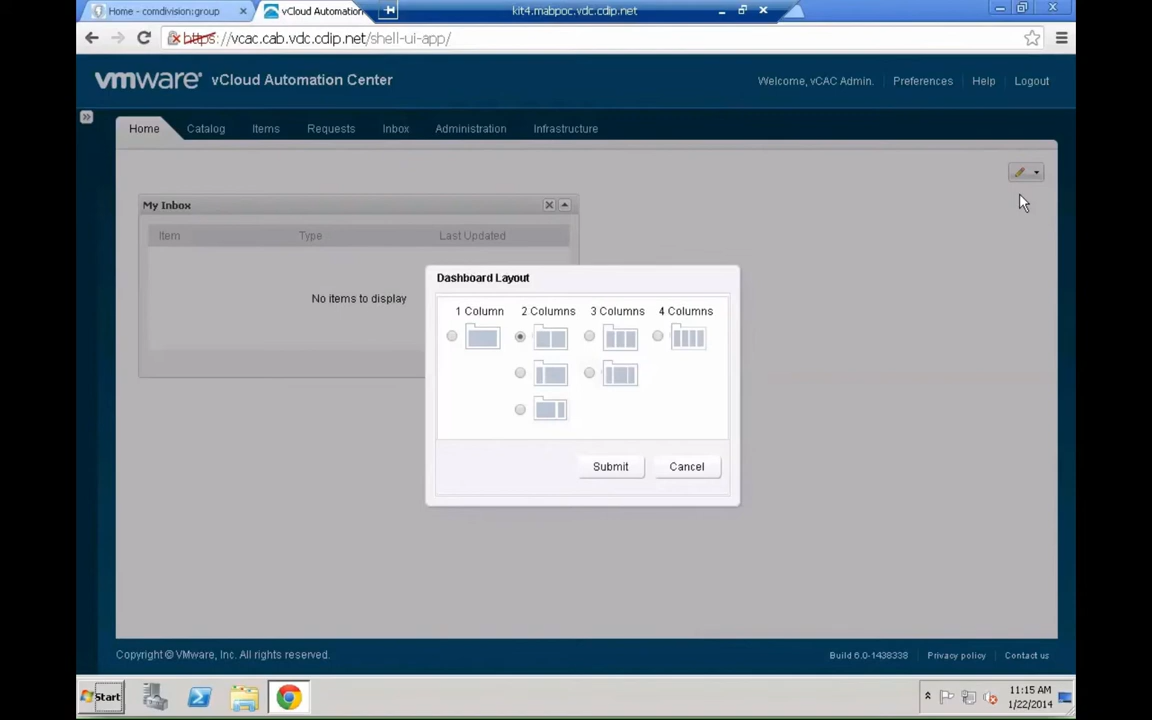 Home - comdivision:group
vCloud Automation
kit4.mabpoc.vdc.cdip.net
https://vcac.cab.vdc.cdip.net/shell-ui-app/
vmware vCloud Automation Center
Welcome, vCAC Admin.
Preferences
Help
Logout
Home
Catalog
Items
Requests
Inbox
Administration
Infrastructure
My Inbox
Item
Type
Last Updated
No items to display
Dashboard Layout
1 Column
2 Columns
3 Columns
4 Columns
Submit
Cancel
Copyright © VMware, Inc. All rights reserved.
Build 6.0-1438338
Privacy policy
Contact us
Start
11:15 AM
1/22/2014